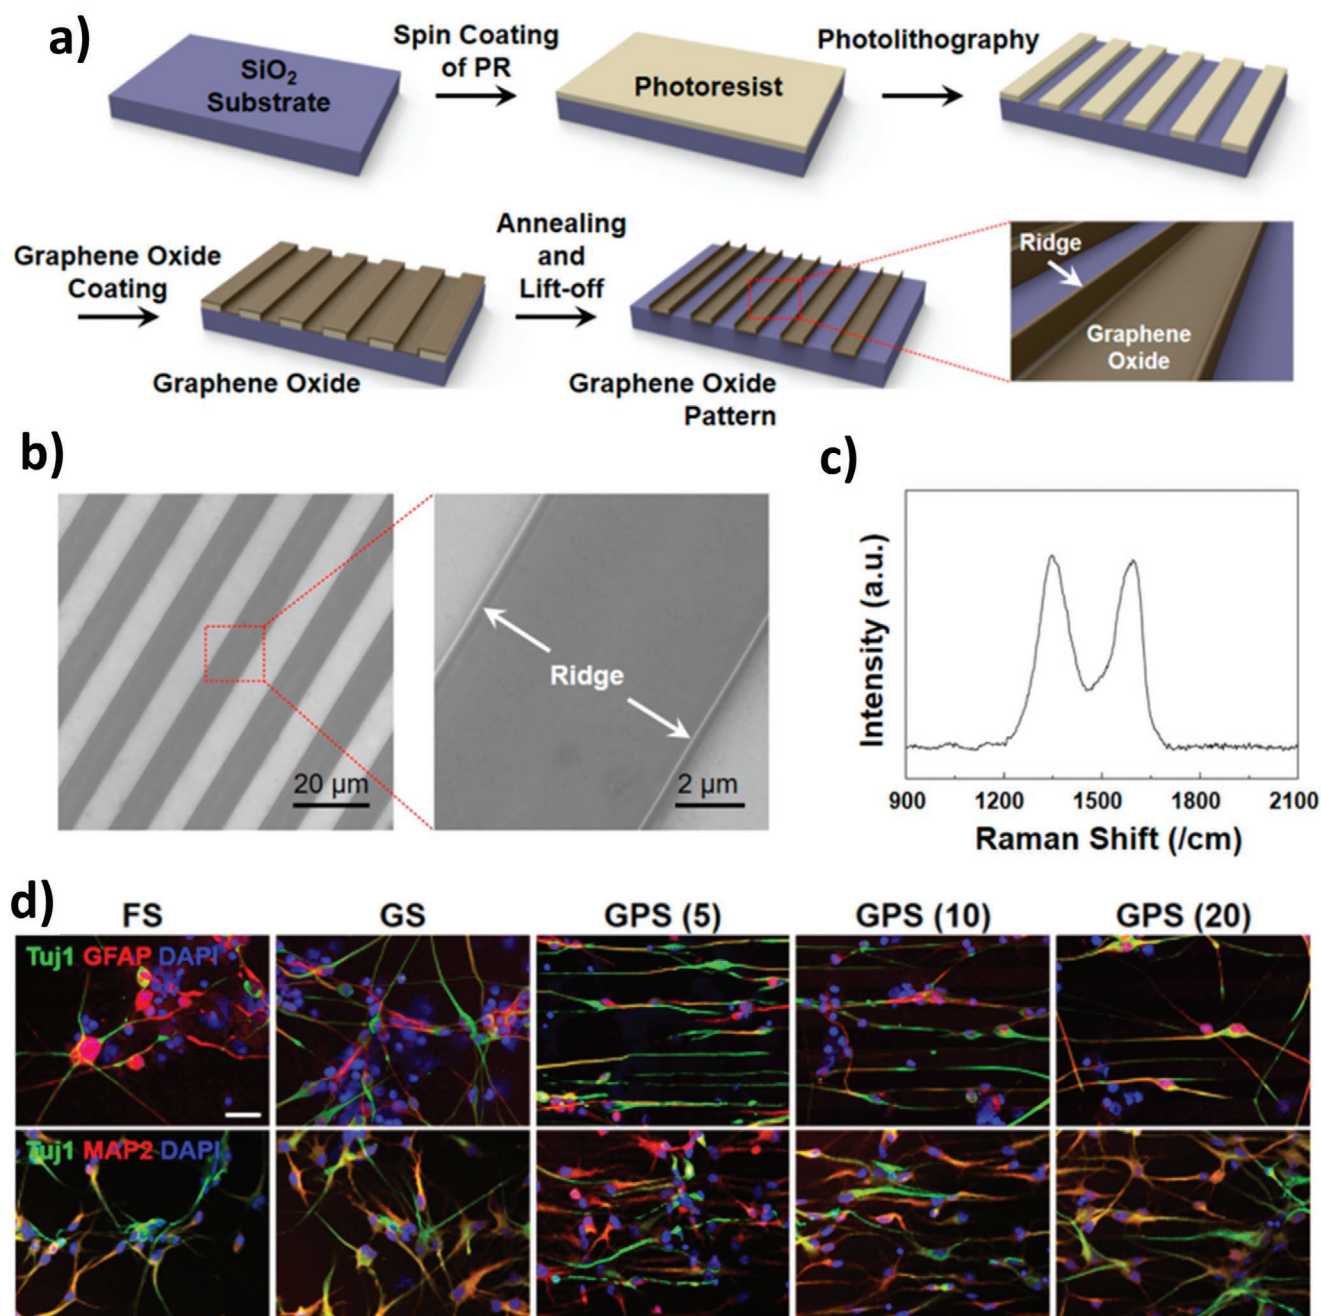 a)
SiO₂
Substrate
Spin Coating
of PR
Photoresist
Photolithography
Graphene Oxide
Coating
Graphene Oxide
Annealing
and
Lift-off
Graphene Oxide
Pattern
Ridge
Graphene
Oxide
b)
20 µm
Ridge
2 µm
c)
Intensity (a.u.)
900 1200 1500 1800 2100
Raman Shift (/cm)
d)
FS GS GPS (5) GPS (10) GPS (20)
Tuj1 GFAP DAPI
Tuj1 MAP2 DAPI